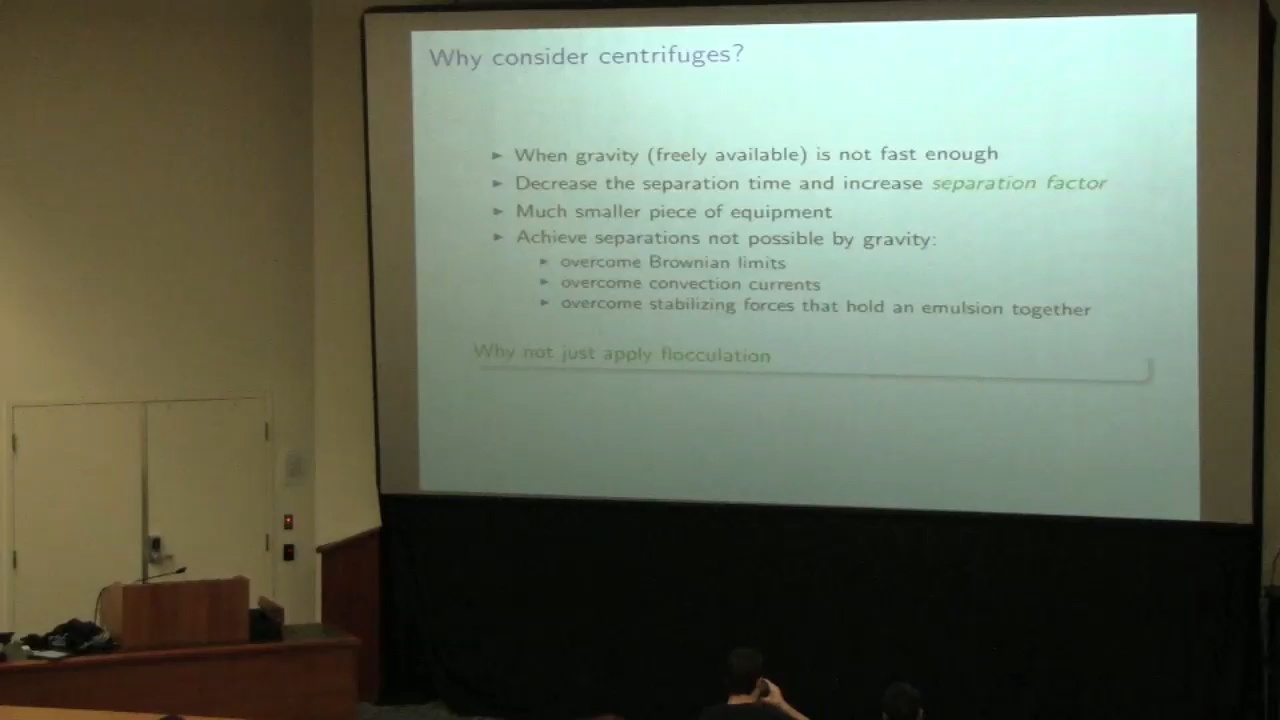 Why consider centrifuges?
► When gravity (freely available) is not fast enough
► Decrease the separation time and increase separation factor
► Much smaller piece of equipment
► Achieve separations not possible by gravity:
► overcome Brownian limits
► overcome convection currents
► overcome stabilizing forces that hold an emulsion together
Why not just apply flocculation